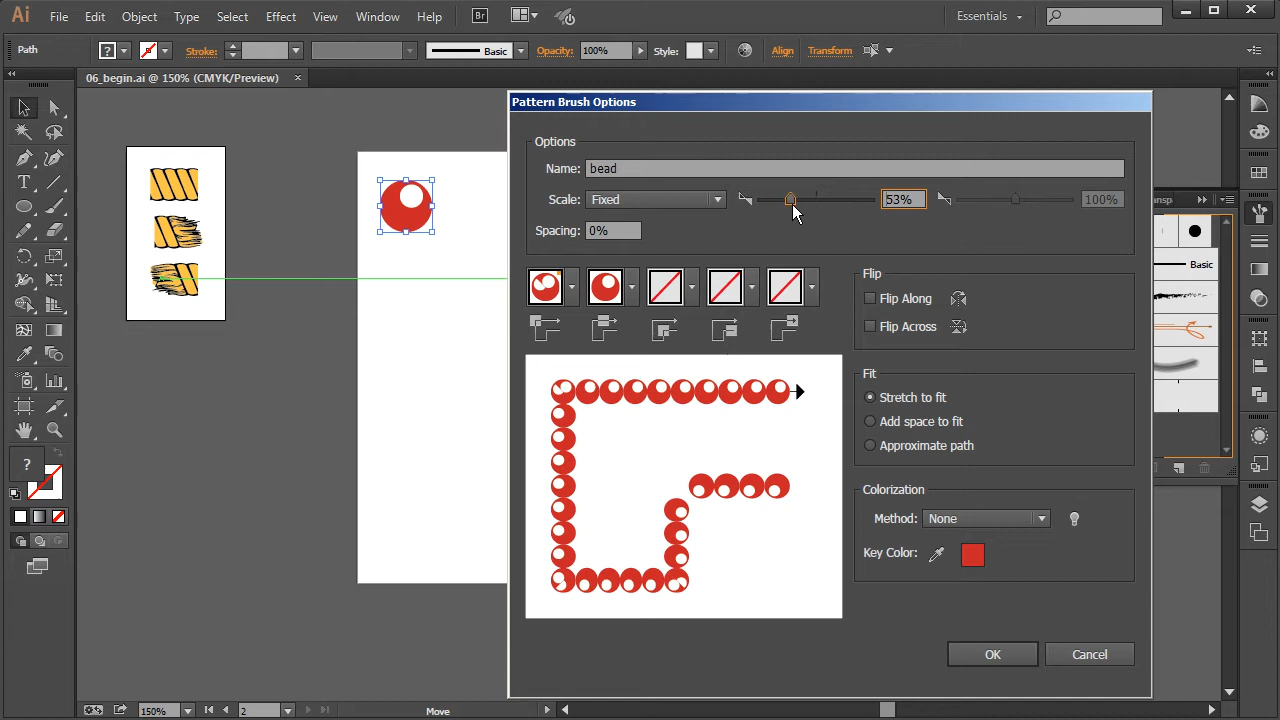 Ai File Edit Object Type Select Effect View Window Help Br Essentials
Path ? Stroke: Basic Opacity: 100% Style: Align Transform
06_begin.ai @ 150% (CMYK/Preview)
Pattern Brush Options
Options
Name: bead
Scale: Fixed 53% 100%
Spacing: 0%
Flip
Flip Along
Flip Across
Fit
Stretch to fit
Add space to fit
Approximate path
Colorization
Method: None
Key Color:
OK Cancel
T
?
Basic
150% 2 Move